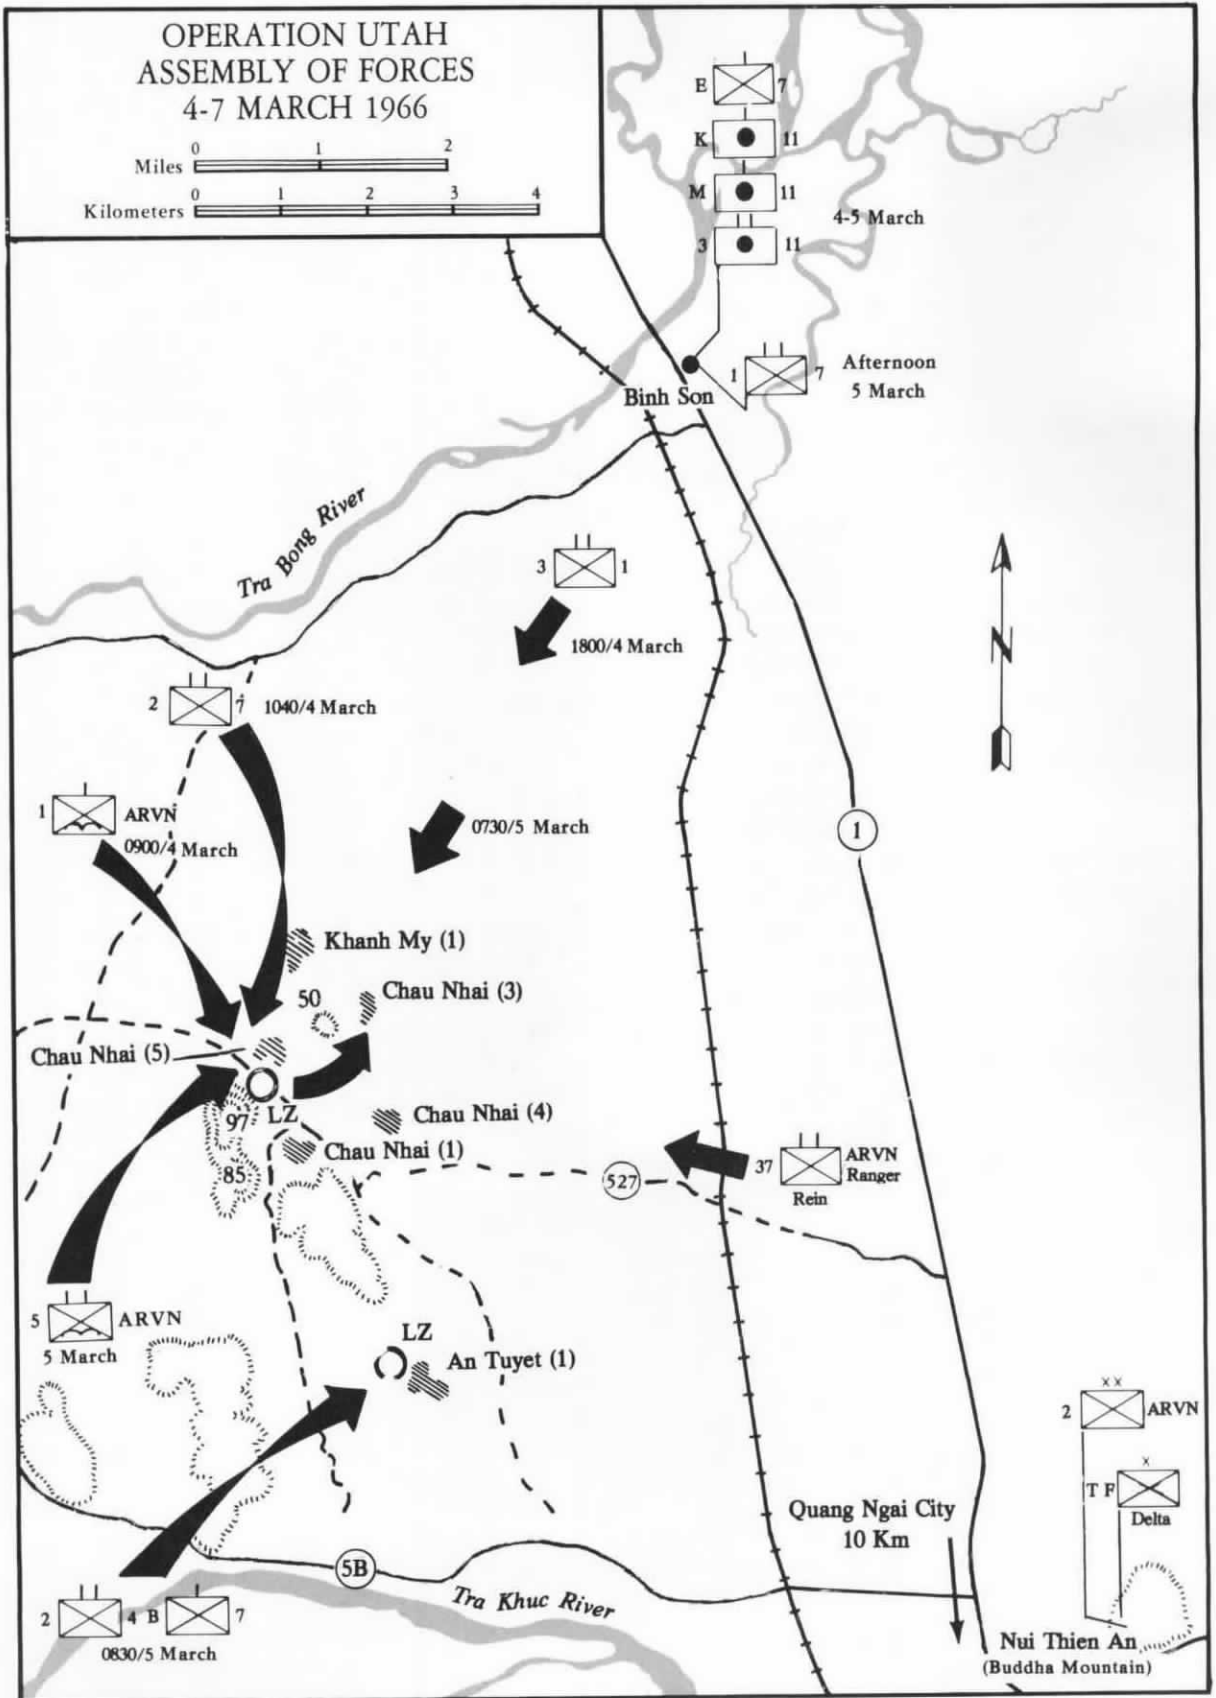 OPERATION UTAH
ASSEMBLY OF FORCES
4-7 MARCH 1966
0 1 2
Miles
0 1 2 3 4
Kilometers
E 7
K 11
M 11
4-5 March
3 11
1 7
Afternoon
5 March
Binh Son
Tra Bong River
3 1
1800/4 March
N
2 7 1040/4 March
1 ARVN
0900/4 March
0730/5 March
1
Khanh My (1)
Chau Nhai (3)
50
Chau Nhai (5)
97
LZ
Chau Nhai (4)
Chau Nhai (1)
85
527
37 ARVN
Ranger
Rein
5 ARVN
5 March
LZ
An Tuyet (1)
XX
2 ARVN
X
T F
Delta
Quang Ngai City
10 Km
5B
Tra Khuc River
2 4 B 7
0830/5 March
Nui Thien An
(Buddha Mountain)